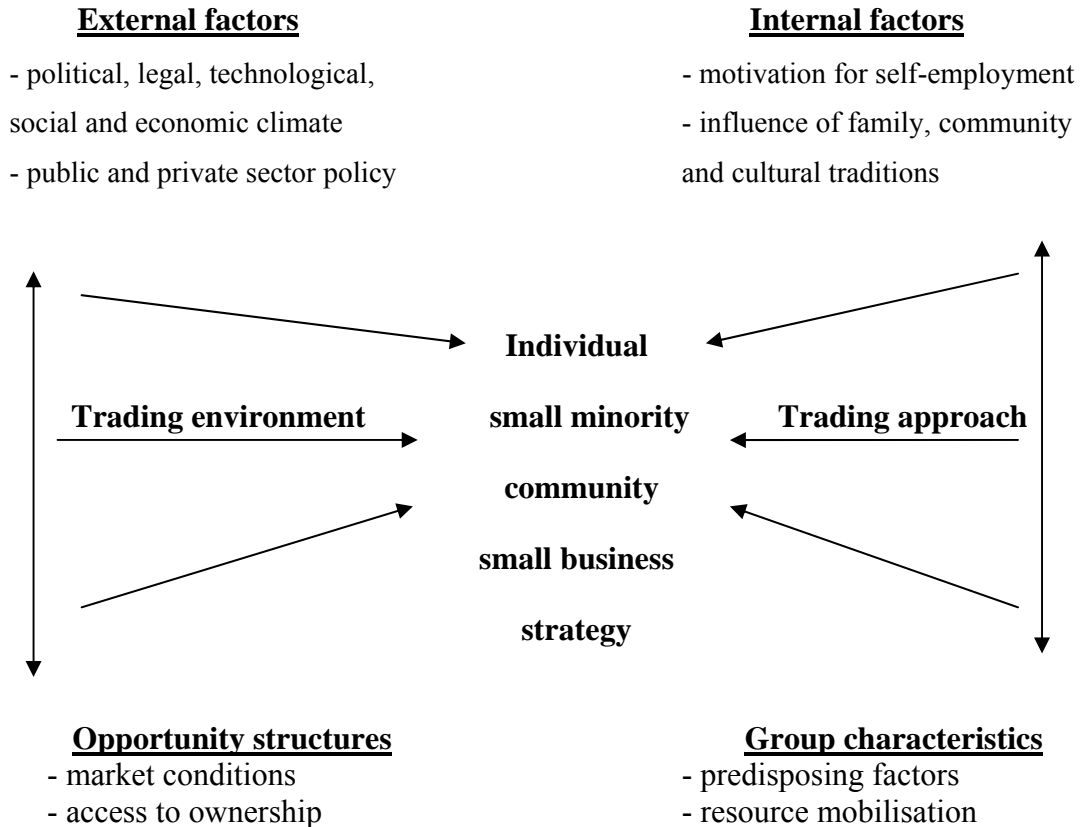 External factors
- political, legal, technological,
social and economic climate
- public and private sector policy
Internal factors
- motivation for self-employment
- influence of family, community
and cultural traditions
Trading environment
Individual
small minority
community
small business
strategy
Trading approach
Opportunity structures
- market conditions
- access to ownership
Group characteristics
- predisposing factors
- resource mobilisation